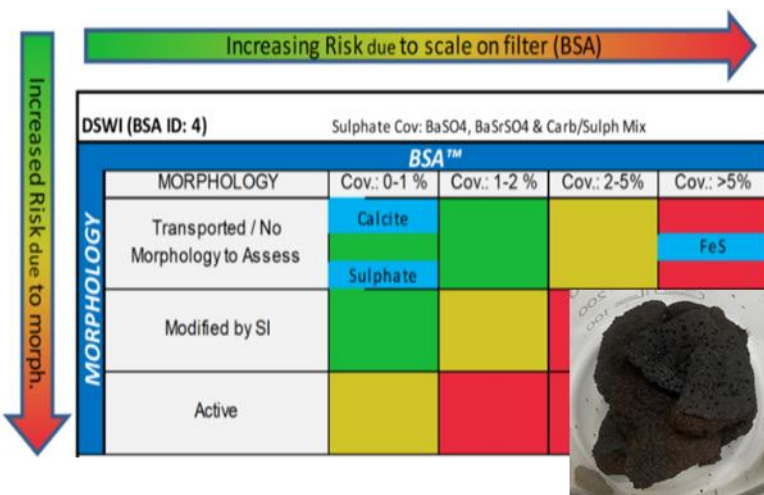 Increasing Risk due to scale on filter (BSA)
Increased Risk due to morph.
DSWI (BSA ID: 4)
Sulphate Cov: BaSO4, BaSrSO4 & Carb/Sulph Mix
BSA™
MORPHOLOGY
MORPHOLOGY
Cov.: 0-1 %
Cov.: 1-2 %
Cov.: 2-5%
Cov.: >5%
Transported / No
Morphology to Assess
Calcite
Sulphate
FeS
Modified by SI
Active